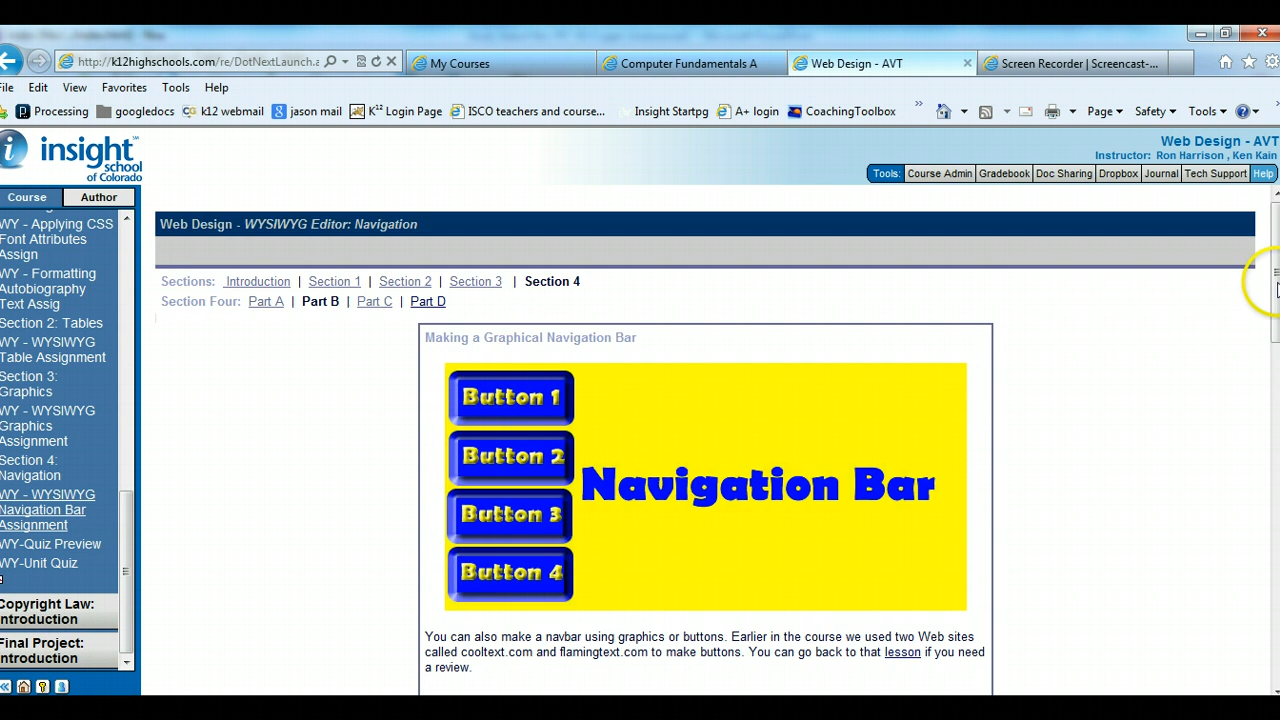 http://k12highschools.com/re/DotNextLaunch.a
My Courses
Computer Fundamentals A
Web Design - AVT
Screen Recorder | Screencast-...
Edit View Favorites Tools Help
Processing googledocs k12 webmail jason mail K¹² Login Page ISCO teachers and course... Insight Startpg A+ login CoachingToolbox » Page Safety Tools
insight
school
of Colorado
Web Design - AVT
Instructor: Ron Harrison , Ken Kain
Tools: Course Admin Gradebook Doc Sharing Dropbox Journal Tech Support Help
Course Author
WY - Applying CSS
Font Attributes
Assign
WY - Formatting
Autobiography
Text Assig
Section 2: Tables
WY - WYSIWYG
Table Assignment
Section 3:
Graphics
WY - WYSIWYG
Graphics
Assignment
Section 4:
Navigation
WY - WYSIWYG
Navigation Bar
Assignment
WY-Quiz Preview
WY-Unit Quiz
Copyright Law:
Introduction
Final Project:
Introduction
Web Design - WYSIWYG Editor: Navigation
Sections: Introduction | Section 1 | Section 2 | Section 3 | Section 4
Section Four: Part A | Part B | Part C | Part D
Making a Graphical Navigation Bar
Button 1
Button 2
Button 3
Button 4
Navigation Bar
You can also make a navbar using graphics or buttons. Earlier in the course we used two Web sites
called cooltext.com and flamingtext.com to make buttons. You can go back to that lesson if you need
a review.